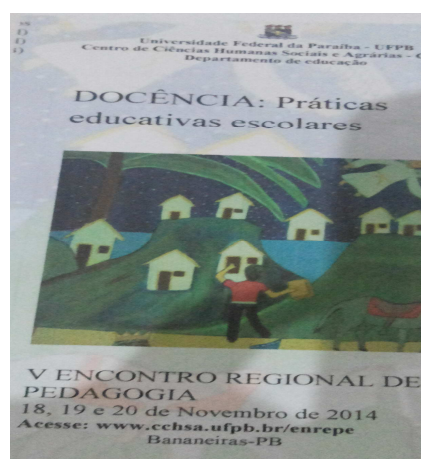 Universidade Federal da Paraíba - UFPB
Centro de Ciências Humanas Sociais e Agrárias -
Departamento de educação
DOCÊNCIA: Práticas
educativas escolares
V ENCONTRO REGIONAL DE
PEDAGOGIA
18, 19 e 20 de Novembro de 2014
Acesse: www.cchsa.ufpb.br/enrepe
Bananeiras-PB